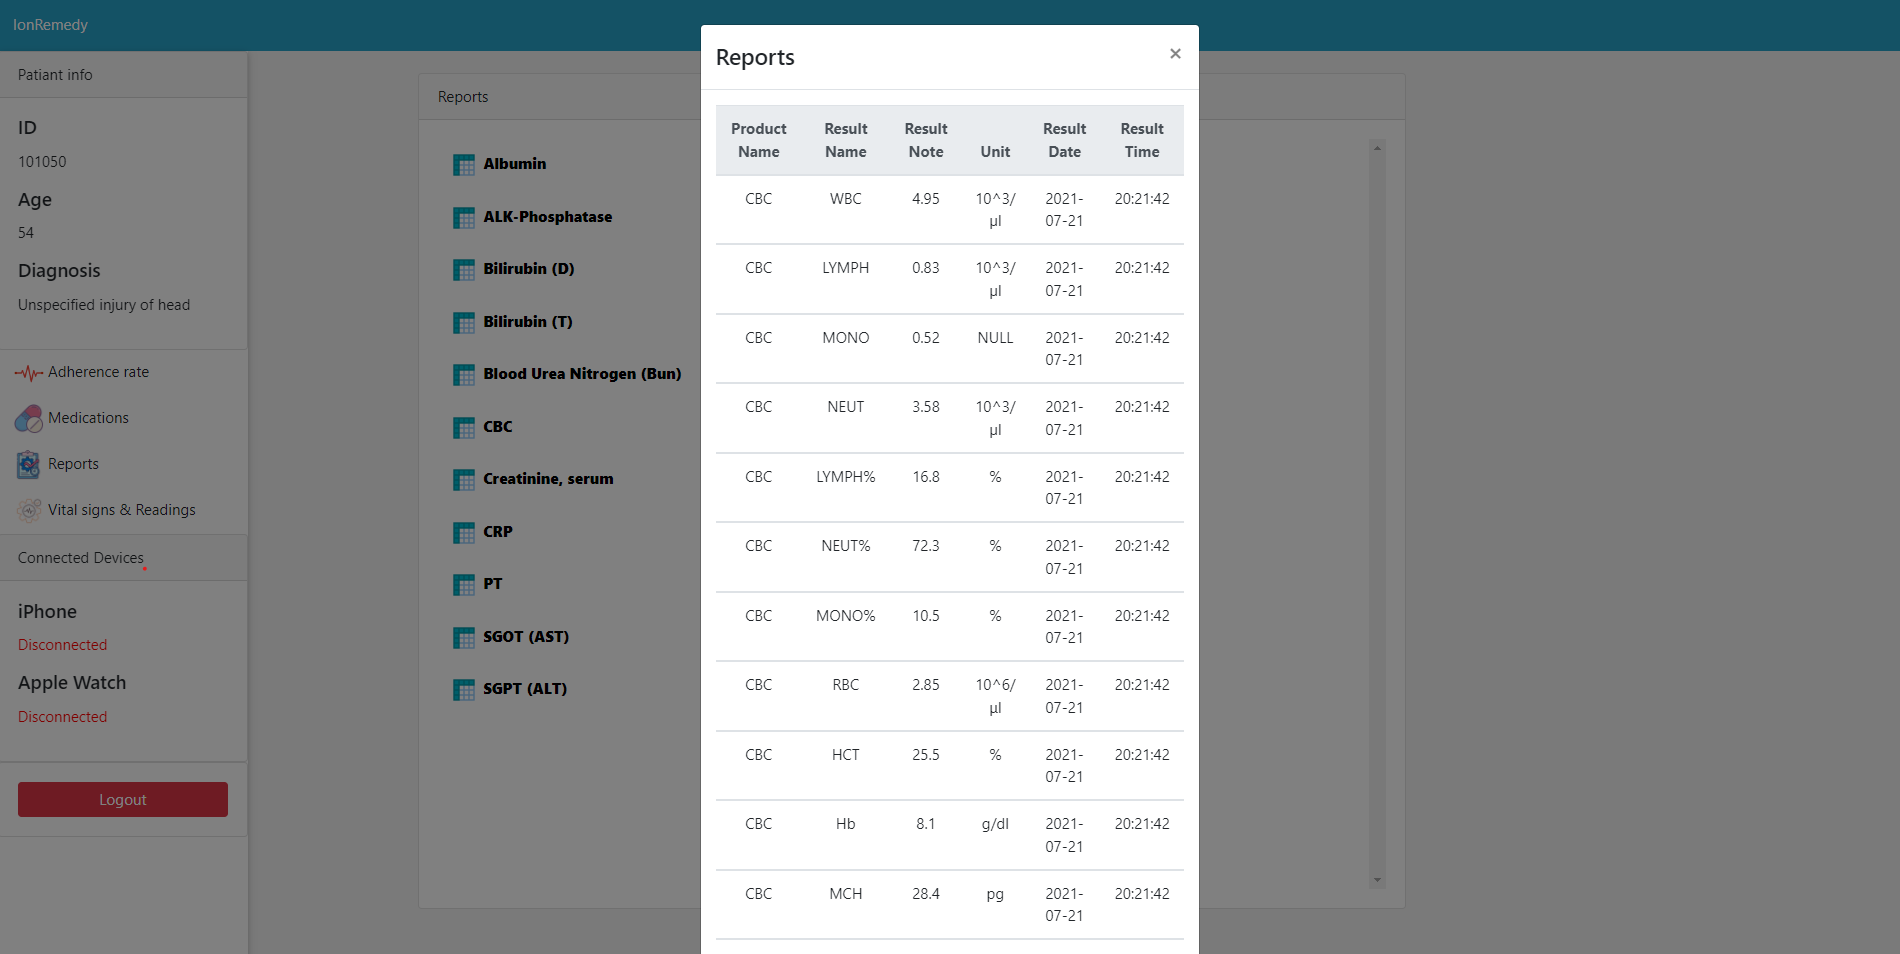 IonRemedy
Patiant info
ID
101050
Age
54
Diagnosis
Unspecified injury of head
Adherence rate
Medications
Reports
Vital signs & Readings
Connected Devices
iPhone
Disconnected
Apple Watch
Disconnected
Logout
Reports
Albumin
ALK-Phosphatase
Bilirubin (D)
Bilirubin (T)
Blood Urea Nitrogen (Bun)
CBC
Creatinine, serum
CRP
PT
SGOT (AST)
SGPT (ALT)
Reports ×
Product Result Result Result Result
Name Name Note Unit Date Time
CBC WBC 4.95 10^3/ 2021- 20:21:42
µl 07-21
CBC LYMPH 0.83 10^3/ 2021- 20:21:42
µl 07-21
CBC MONO 0.52 NULL 2021- 20:21:42
07-21
CBC NEUT 3.58 10^3/ 2021- 20:21:42
µl 07-21
CBC LYMPH% 16.8 % 2021- 20:21:42
07-21
CBC NEUT% 72.3 % 2021- 20:21:42
07-21
CBC MONO% 10.5 % 2021- 20:21:42
07-21
CBC RBC 2.85 10^6/ 2021- 20:21:42
µl 07-21
CBC HCT 25.5 % 2021- 20:21:42
07-21
CBC Hb 8.1 g/dl 2021- 20:21:42
07-21
CBC MCH 28.4 pg 2021- 20:21:42
07-21